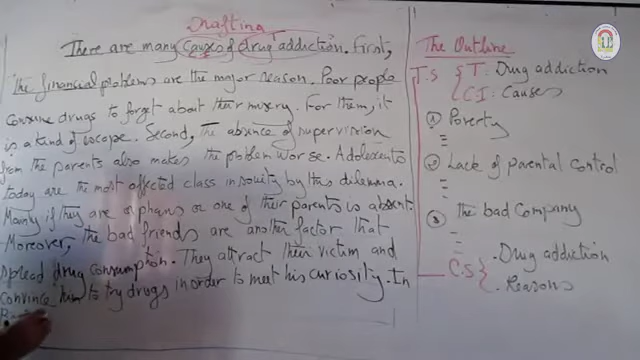 Drafting
There are many causes of drug addiction. First,
the financial problems are the major reason. Poor people
consume drugs to forget about their misery. For them, it
is a kind of escape. Second, the absence of supervision
from the parents also makes the problem worse. Adolescents
today are the most affected class in society by this dilemma.
Mainly if they are orphans or one of their parents is absent.
Moreover, the bad friends are another factor that
spread drug consumption. They attract their victim and
convince him to try drugs in order to meet his curiosity. In
The Outline
T.S { T: Drug addiction
CI: Causes
1 Poverty
2 Lack of parental control
3 The bad Company
C.S { . Drug addiction
. Reasons